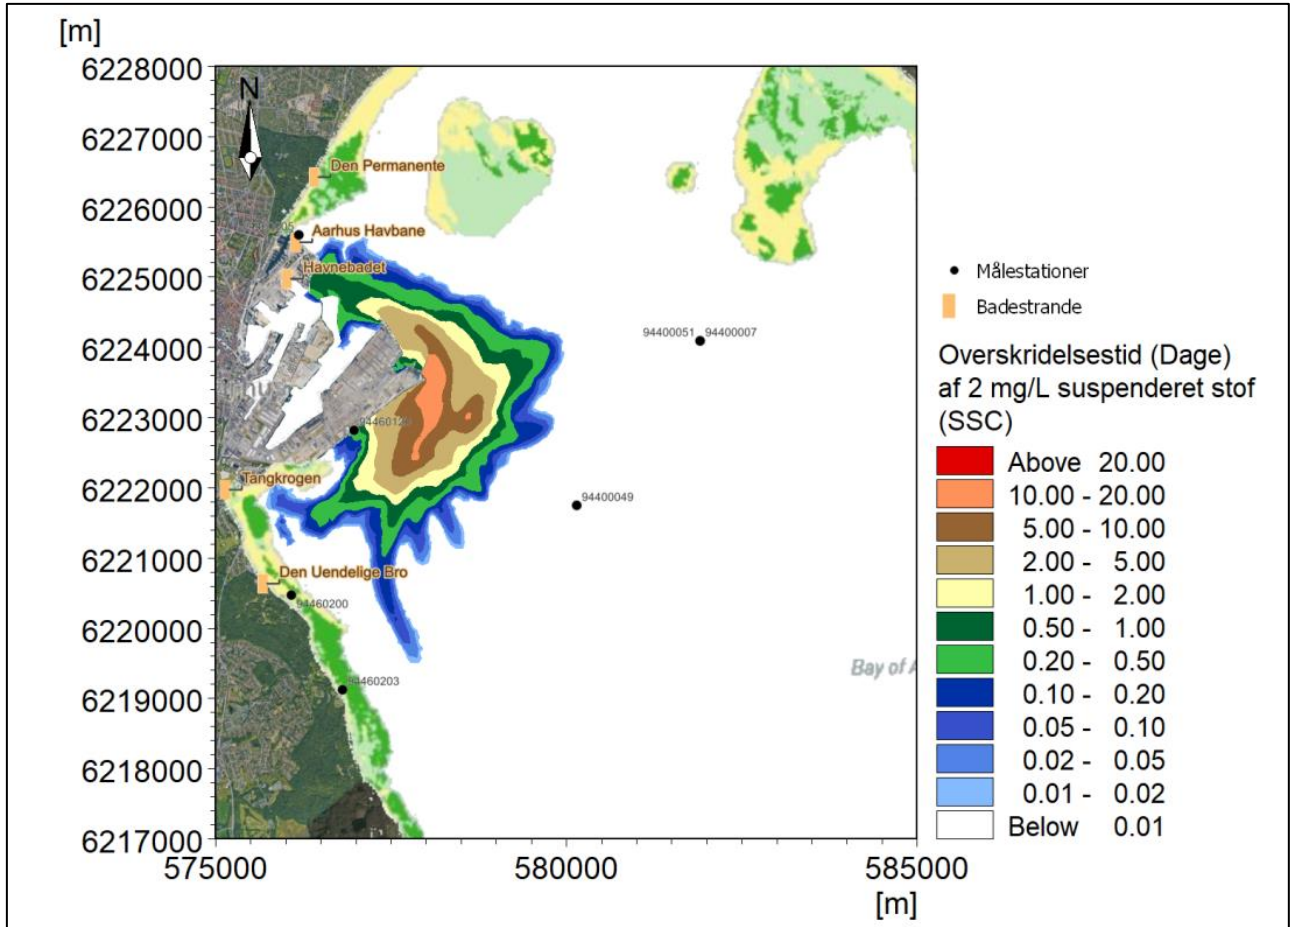 [m]
6228000
6227000
6226000
6225000
6224000
6223000
6222000
6221000
6220000
6219000
6218000
6217000
575000
580000
585000
[m]
N
Den Permanente
Aarhus Havbane
Havnebadet
94400051 94400007
94400049
Tangkrogen
Den Uendelige Bro
94460200
94460203
Bay of A
Målestationer
Badestrande
Overskridelsestid (Dage)
af 2 mg/L suspenderet stof
(SSC)
Above 20.00
10.00 - 20.00
5.00 - 10.00
2.00 - 5.00
1.00 - 2.00
0.50 - 1.00
0.20 - 0.50
0.10 - 0.20
0.05 - 0.10
0.02 - 0.05
0.01 - 0.02
Below 0.01